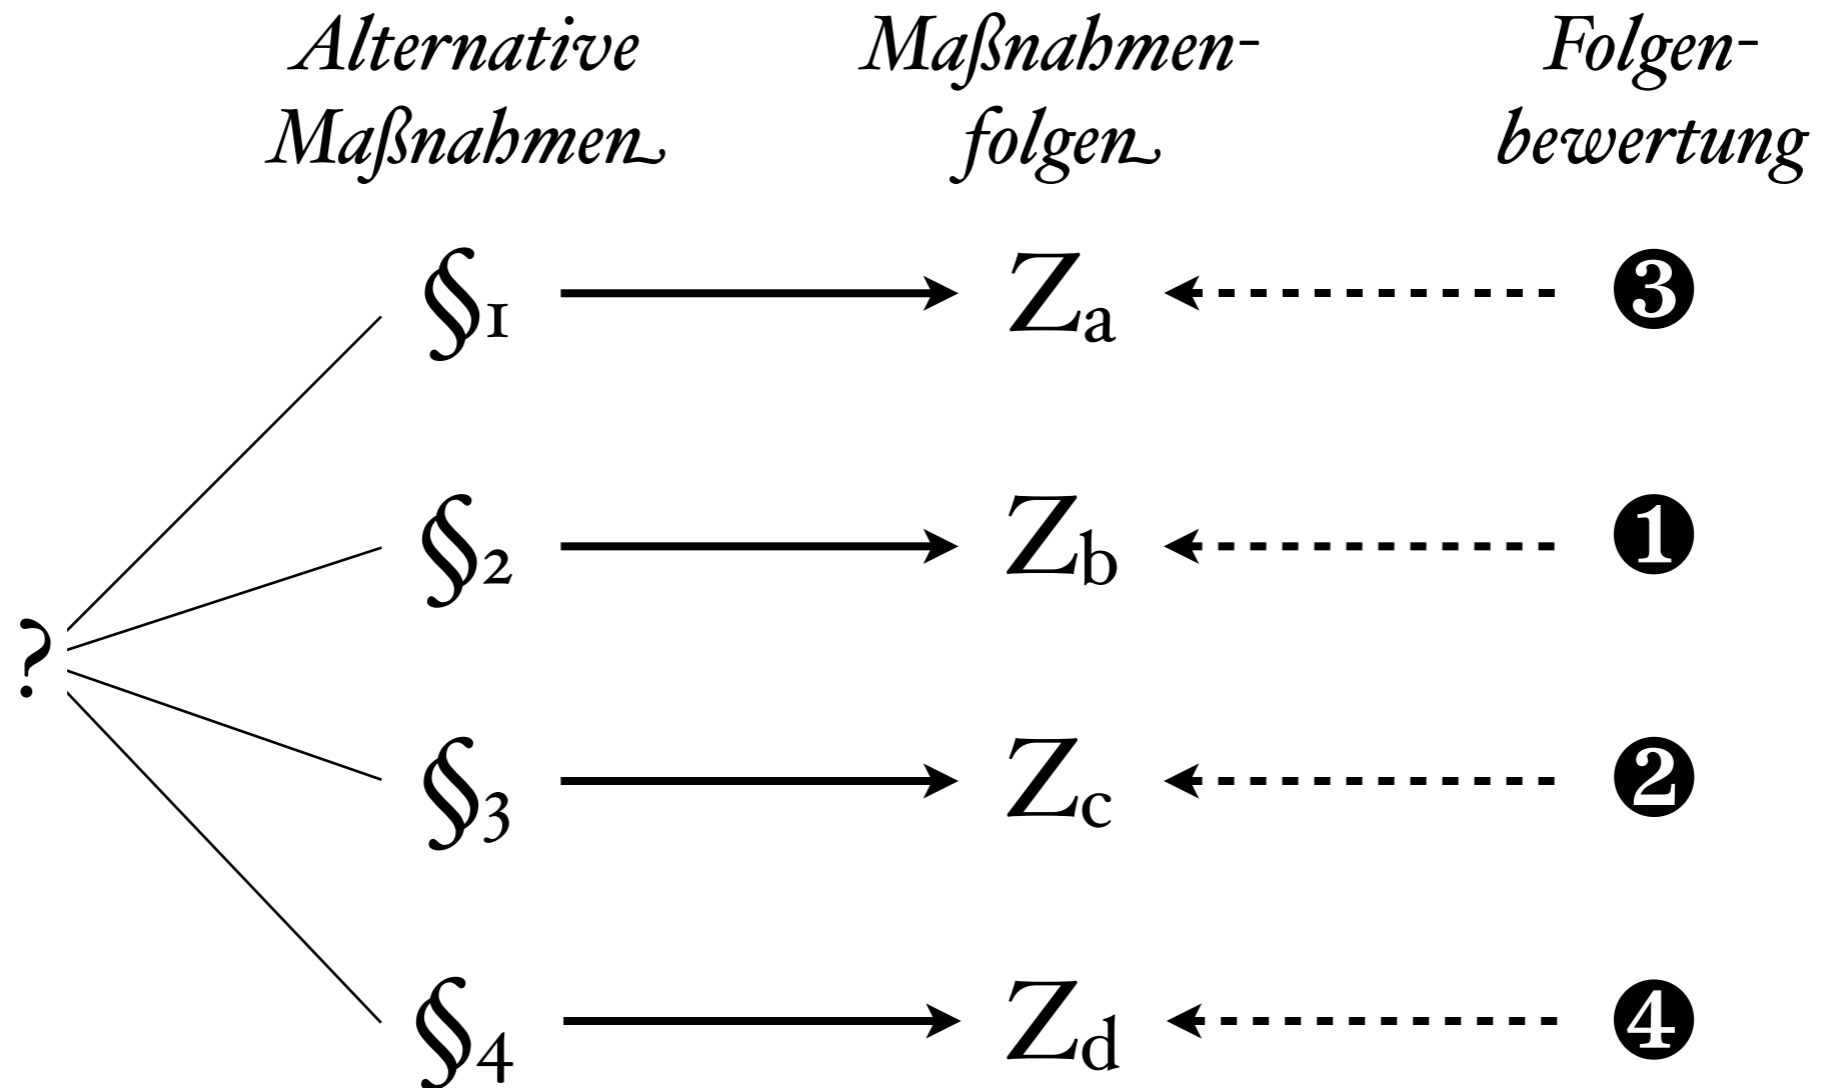 Alternative Maßnahmen- Folgen-
Maßnahmen folgen bewertung
§1 Za 3
§2 Zb 1
?
§3 Zc 2
§4 Zd 4